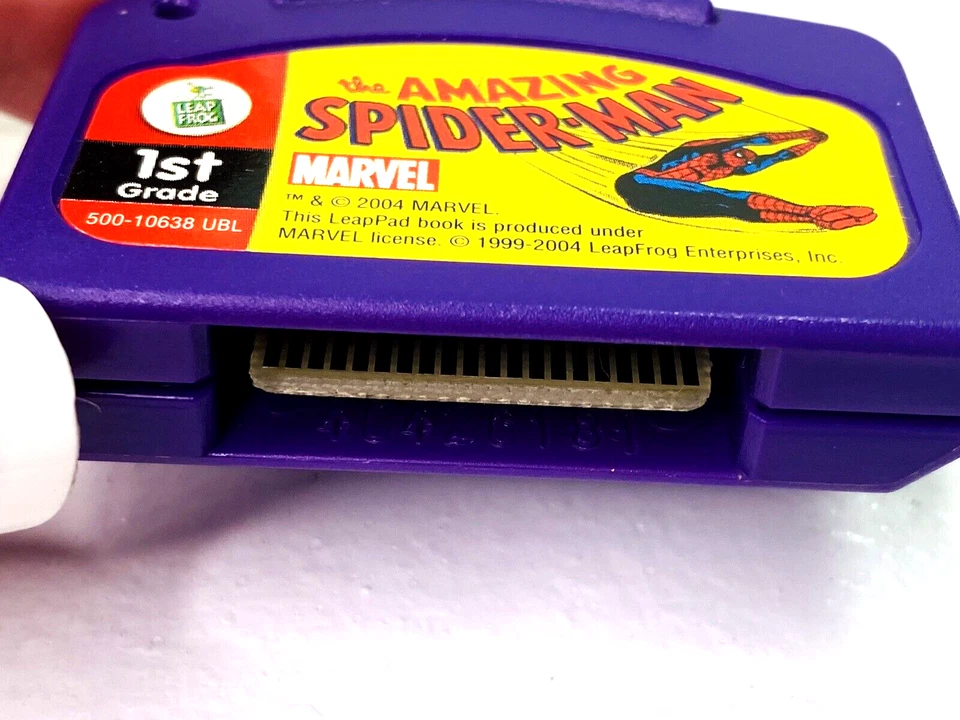 LEAP
FROG
1st
Grade
500-10638 UBL
the AMAZING
SPIDER-MAN
MARVEL
™ & © 2004 MARVEL.
This LeapPad book is produced under
MARVEL license. © 1999-2004 LeapFrog Enterprises, Inc.